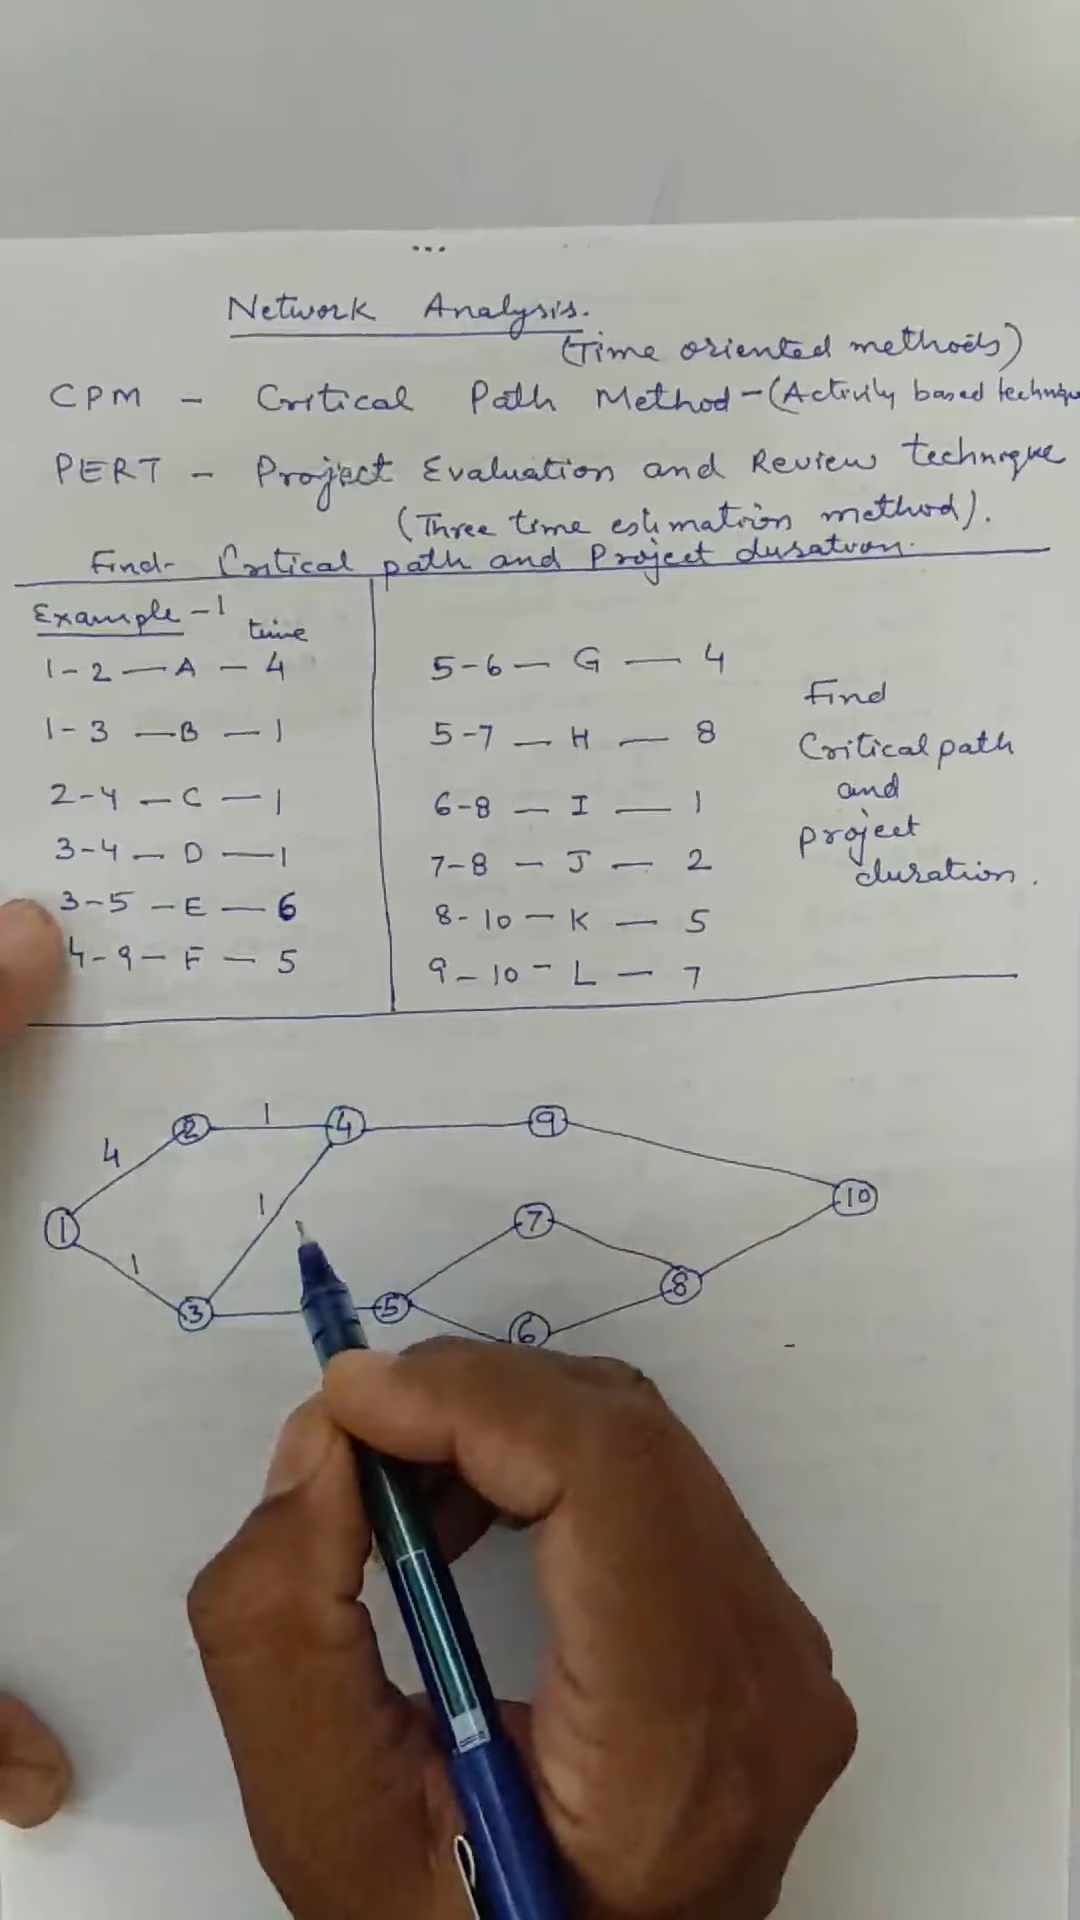 Network Analysis.
(Time oriented methods)
CPM - Critical Path Method - (Activity based techniqu
PERT - Project Evaluation and Review technique
(Three time estimation method).
Find- Critical path and Project duration.
Example -1
time
1-2 — A - 4
1-3 — B — 1
2-4 — C — 1
3-4 — D — 1
3-5 - E — 6
4-9 - F - 5
5-6 — G — 4
5-7 — H — 8
6-8 — I — 1
7-8 - J — 2
8-10 - K — 5
9-10 - L — 7
Find
Critical path
and
project
duration.
2 1 4 9
4
10
1 1 7
1
3 5 8
6